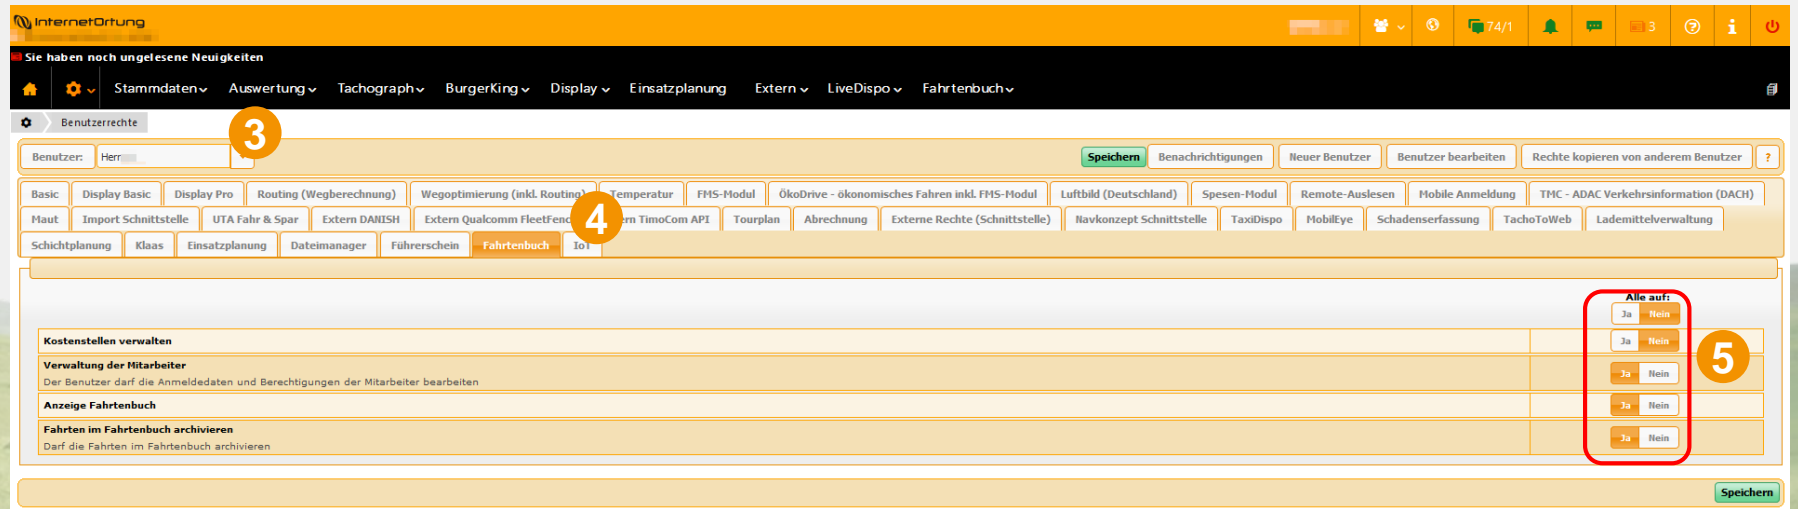 InternetOrtung
74/1
3
Sie haben noch ungelesene Neuigkeiten
Stammdaten Auswertung Tachograph BurgerKing Display Einsatzplanung Extern LiveDispo Fahrtenbuch
Benutzerrechte
3
Benutzer: Herr Speichern Benachrichtigungen Neuer Benutzer Benutzer bearbeiten Rechte kopieren von anderem Benutzer ?
Basic Display Basic Display Pro Routing (Wegberechnung) Wegoptimierung (inkl. Routing) Temperatur FMS-Modul ÖkoDrive - ökonomisches Fahren inkl. FMS-Modul Luftbild (Deutschland) Spesen-Modul Remote-Auslesen Mobile Anmeldung TMC - ADAC Verkehrsinformation (DACH)
Maut Import Schnittstelle UTA Fahr & Spar Extern DANISH Extern Qualcomm FleetFenc 4 rn TimoCom API Tourplan Abrechnung Externe Rechte (Schnittstelle) Navkonzept Schnittstelle TaxiDispo MobilEye Schadenserfassung TachoToWeb Lademittelverwaltung
Schichtplanung Klaas Einsatzplanung Dateimanager Führerschein Fahrtenbuch IoT
Alle auf:
Ja Nein
Kostenstellen verwalten Ja Nein
5
Verwaltung der Mitarbeiter
Der Benutzer darf die Anmeldedaten und Berechtigungen der Mitarbeiter bearbeiten Ja Nein
Anzeige Fahrtenbuch Ja Nein
Fahrten im Fahrtenbuch archivieren
Darf die Fahrten im Fahrtenbuch archivieren Ja Nein
Speichern